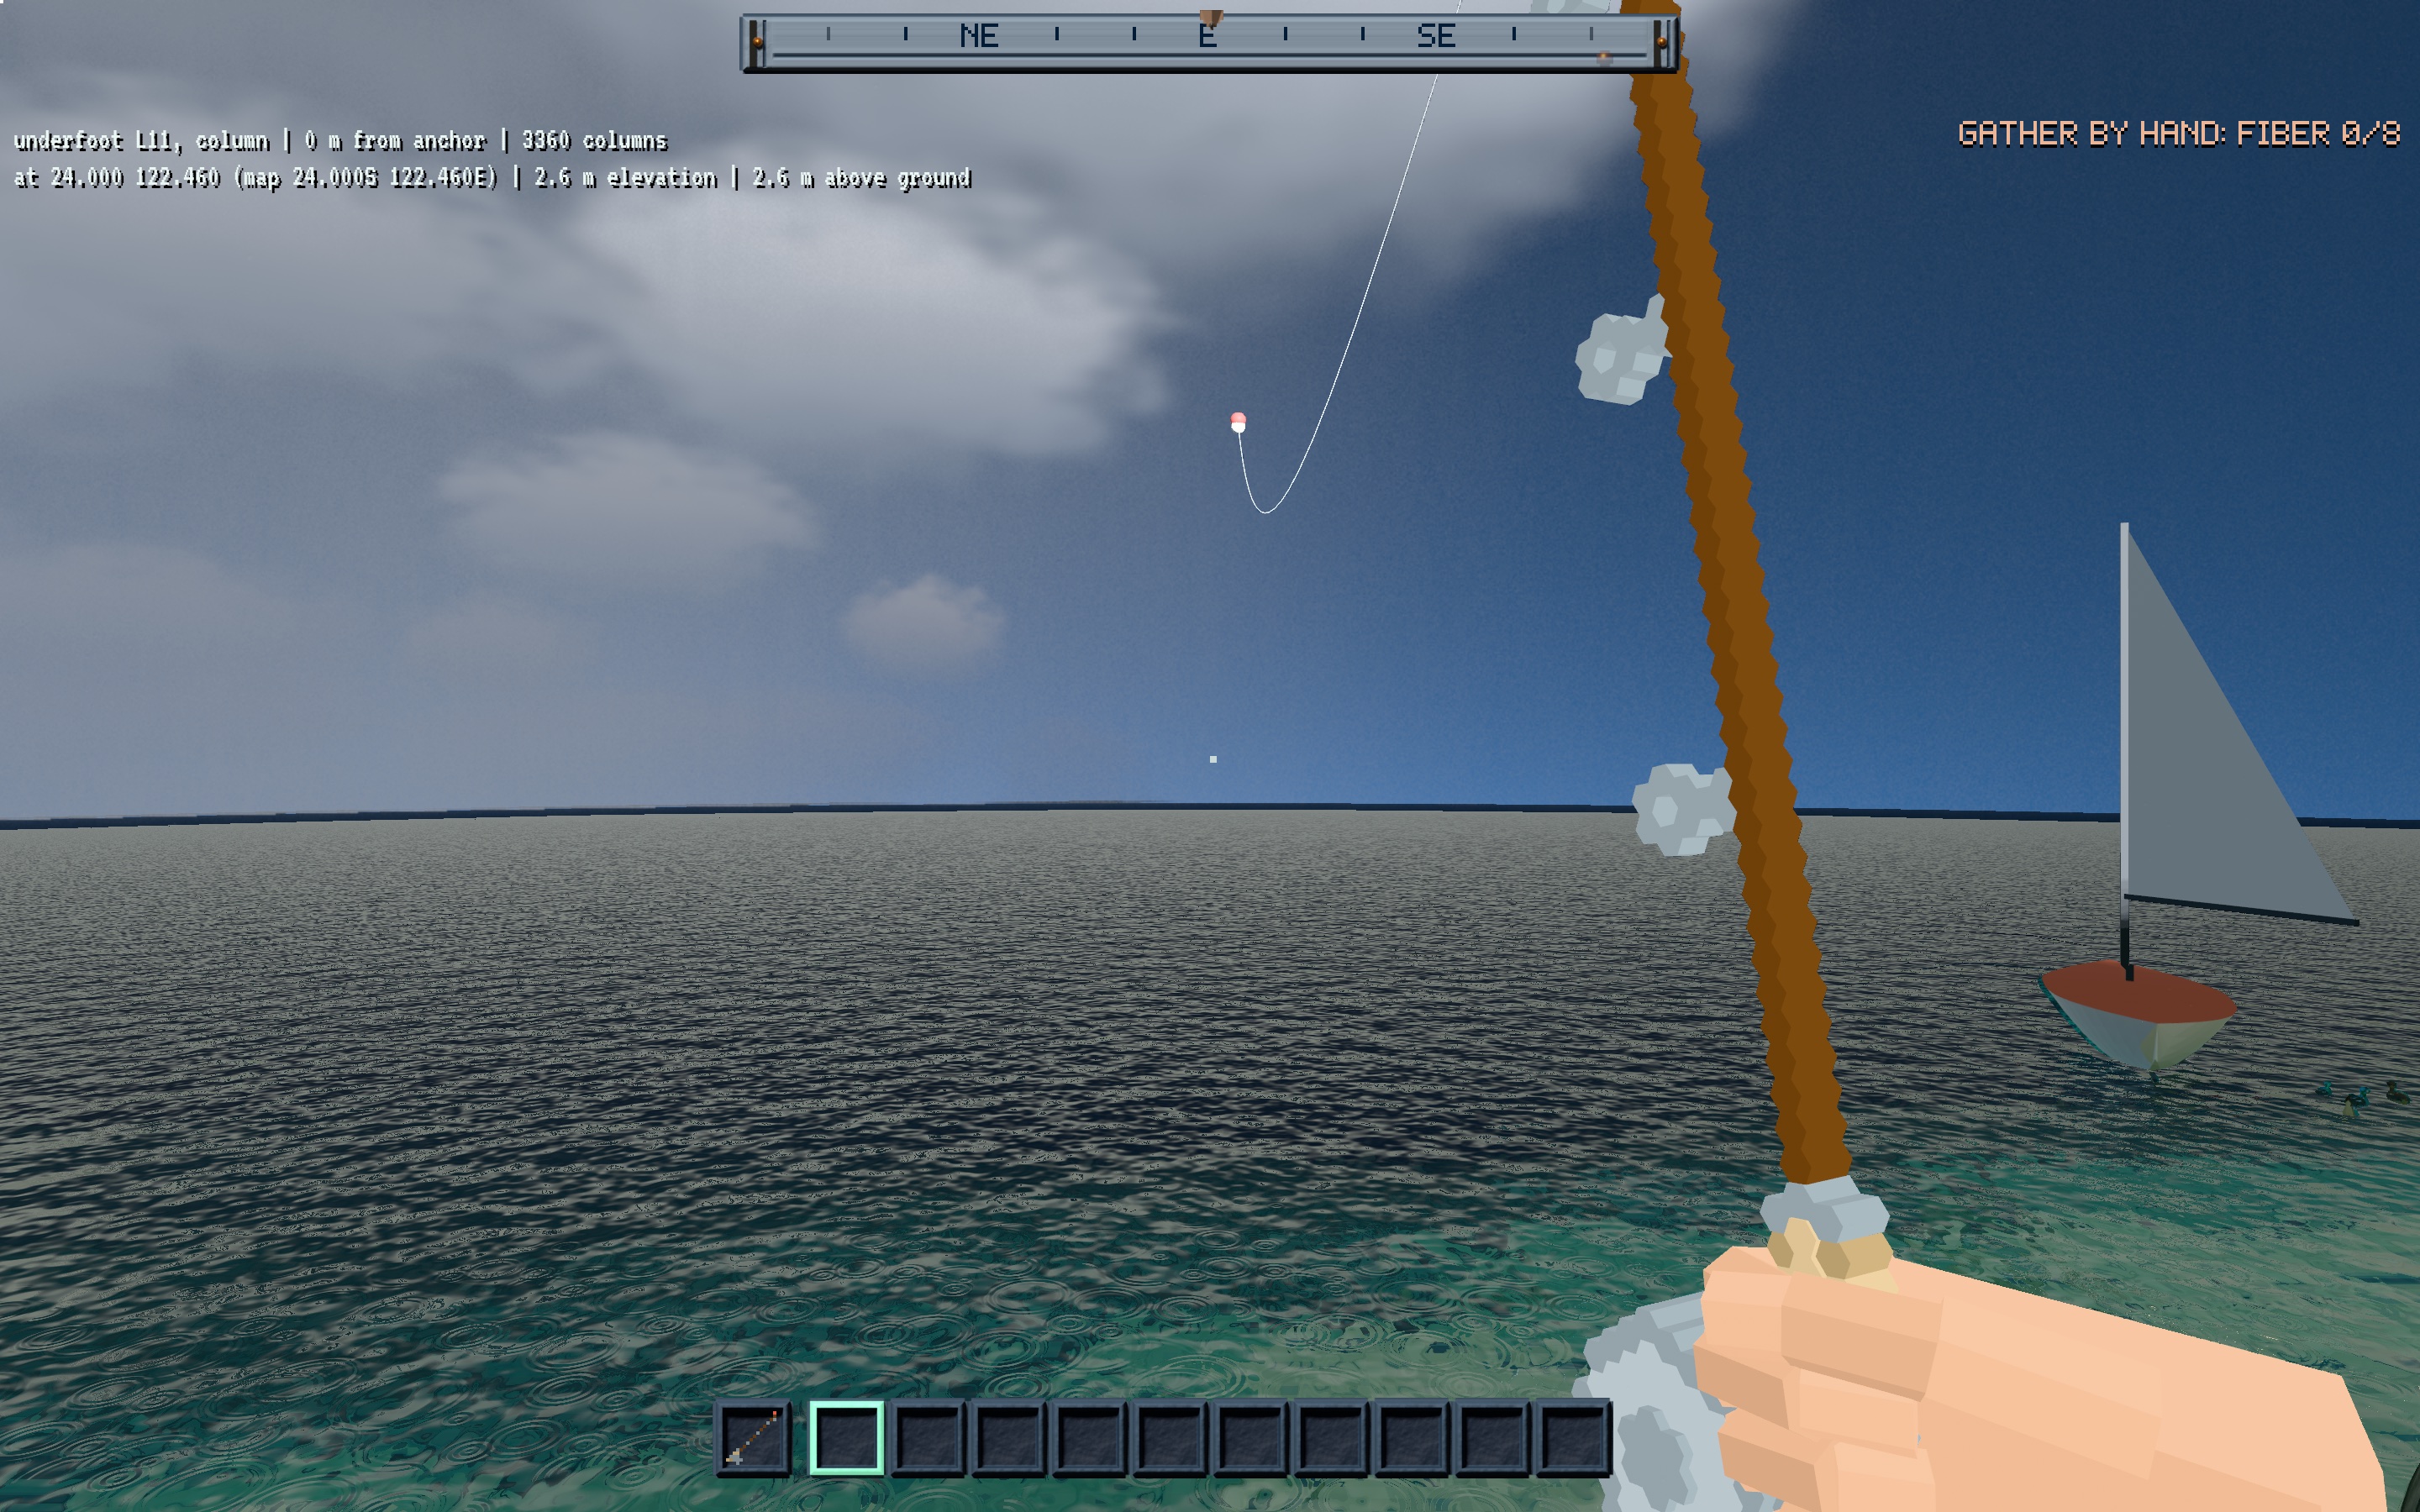 NE E SE
underfoot L11, column | 0 m from anchor | 3360 columns
at 24.000 122.460 (map 24.000S 122.460E) | 2.6 m elevation | 2.6 m above ground
GATHER BY HAND: FIBER 0/8